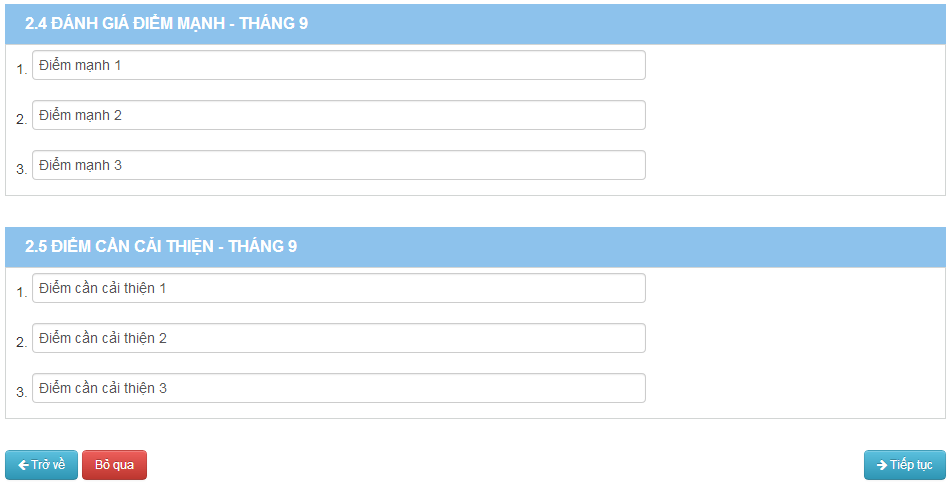 2.4 ĐÁNH GIÁ ĐIỂM MẠNH - THÁNG 9
1. Điểm mạnh 1
2. Điểm mạnh 2
3. Điểm mạnh 3
2.5 ĐIỂM CẦN CẢI THIỆN - THÁNG 9
1. Điểm cần cải thiện 1
2. Điểm cần cải thiện 2
3. Điểm cần cải thiện 3
Trở về Bỏ qua Tiếp tục